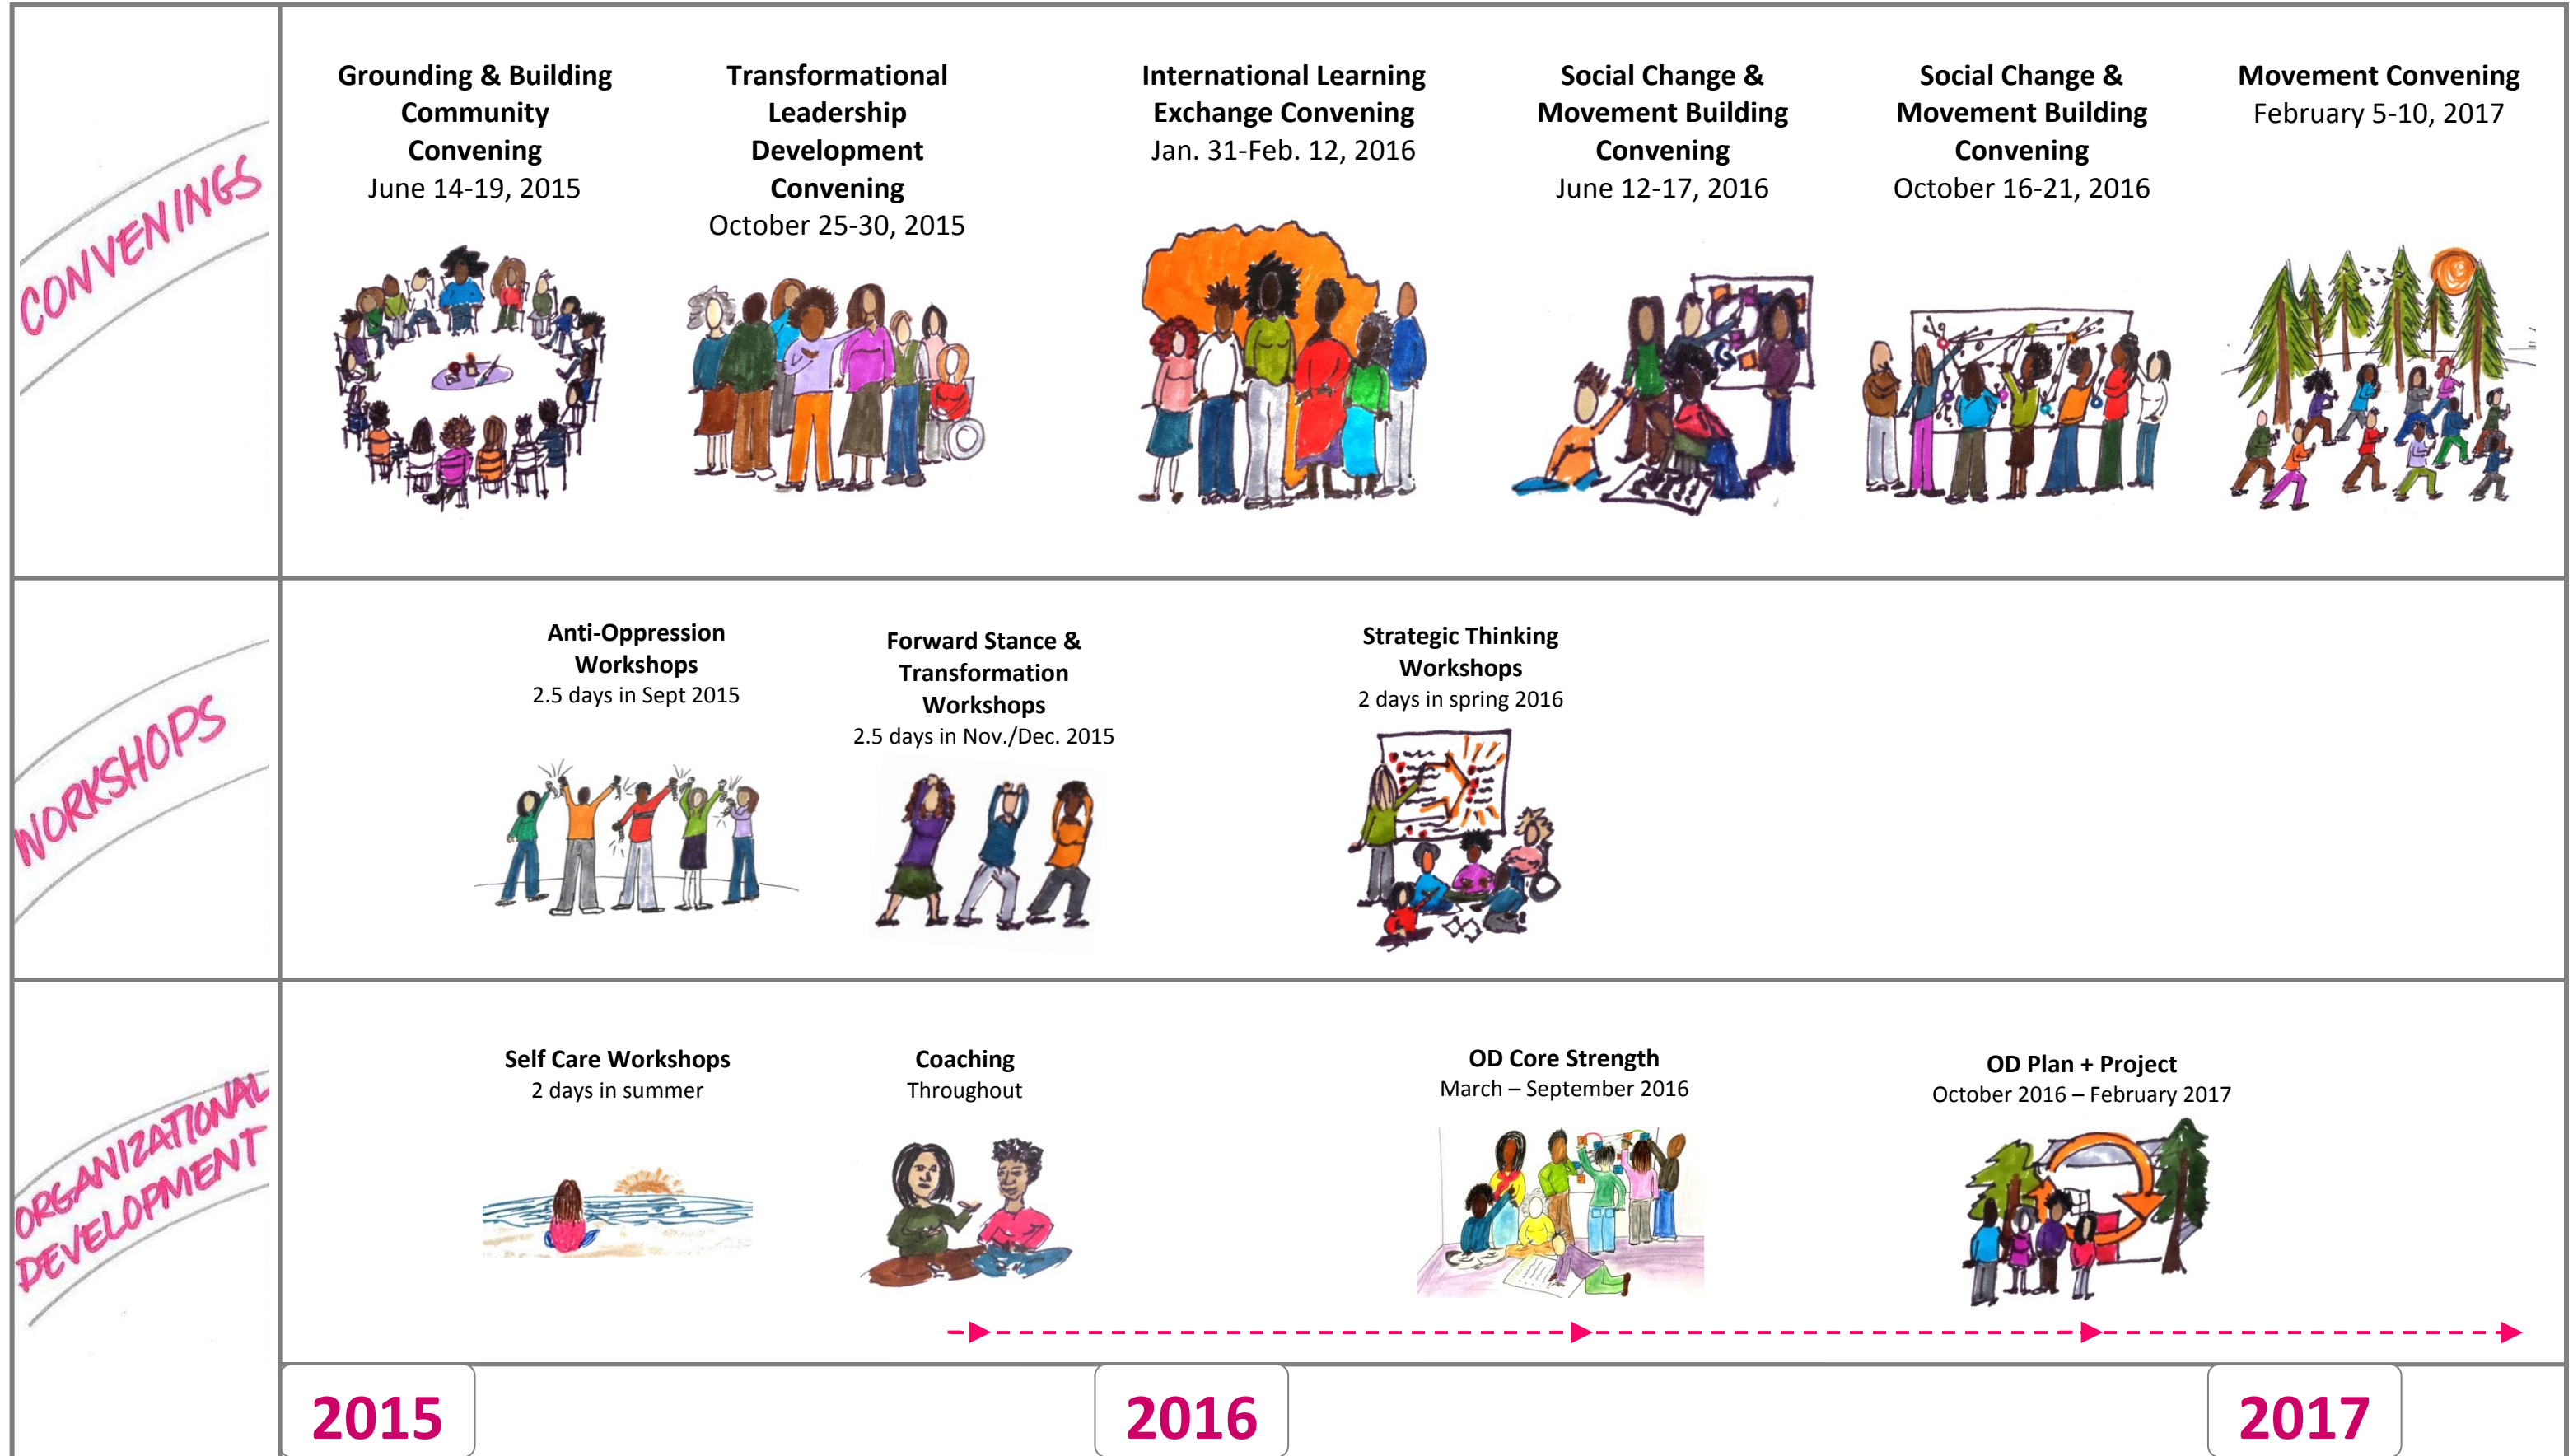 CONVENINGS
Grounding & Building
Community
Convening
June 14-19, 2015
Transformational
Leadership
Development
Convening
October 25-30, 2015
International Learning
Exchange Convening
Jan. 31-Feb. 12, 2016
Social Change &
Movement Building
Convening
June 12-17, 2016
Social Change &
Movement Building
Convening
October 16-21, 2016
Movement Convening
February 5-10, 2017
WORKSHOPS
Anti-Oppression
Workshops
2.5 days in Sept 2015
Forward Stance &
Transformation
Workshops
2.5 days in Nov./Dec. 2015
Strategic Thinking
Workshops
2 days in spring 2016
ORGANIZATIONAL
DEVELOPMENT
Self Care Workshops
2 days in summer
Coaching
Throughout
OD Core Strength
March – September 2016
OD Plan + Project
October 2016 – February 2017
2015
2016
2017